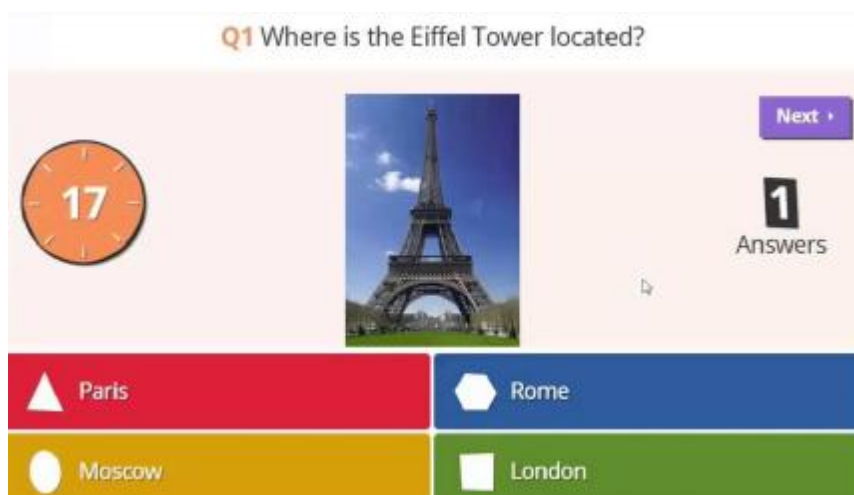 Q1 Where is the Eiffel Tower located?
Next
17
1
Answers
Paris
Rome
Moscow
London